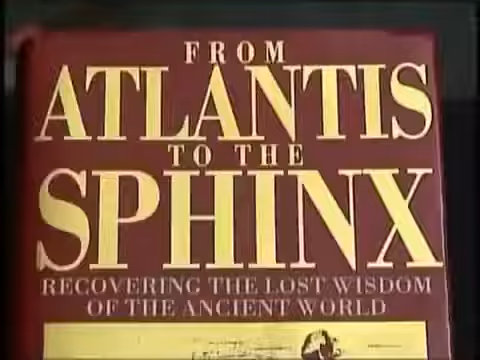 FROM
ATLANTIS
TO THE
SPHINX
RECOVERING THE LOST WISDOM
OF THE ANCIENT WORLD